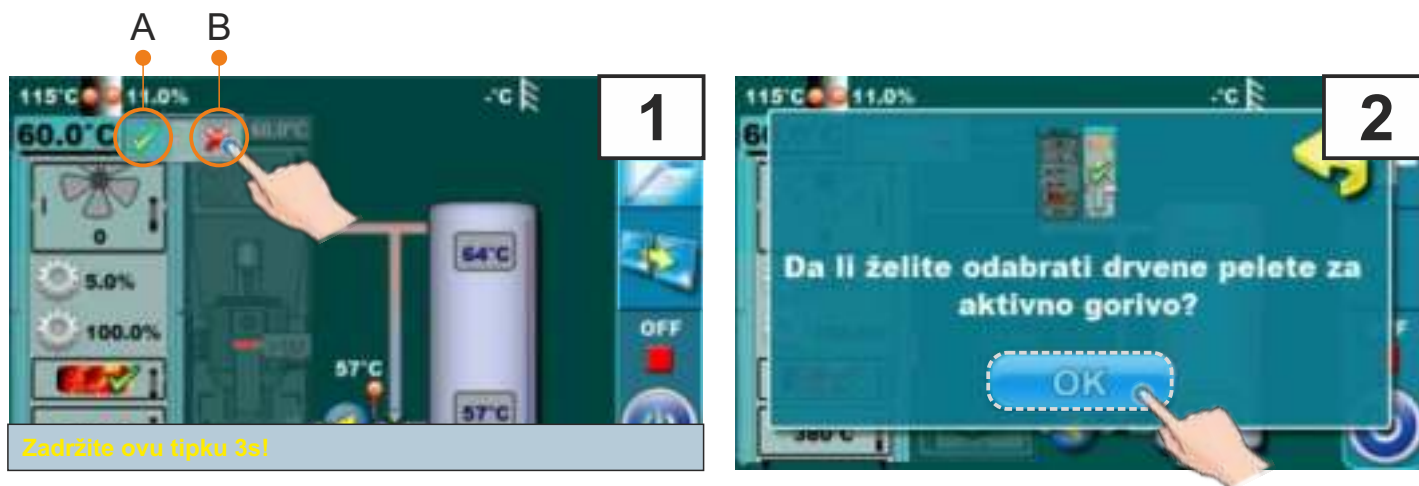 A
B
115°C 11.0%
-°C
1
60.0°C
0
5.0%
100.0%
64°C
57°C
57°C
OFF
Zadržite ovu tipku 3s!
115°C 11.0%
-°C
2
Da li želite odabrati drvene pelete za
aktivno gorivo?
OK
380°C